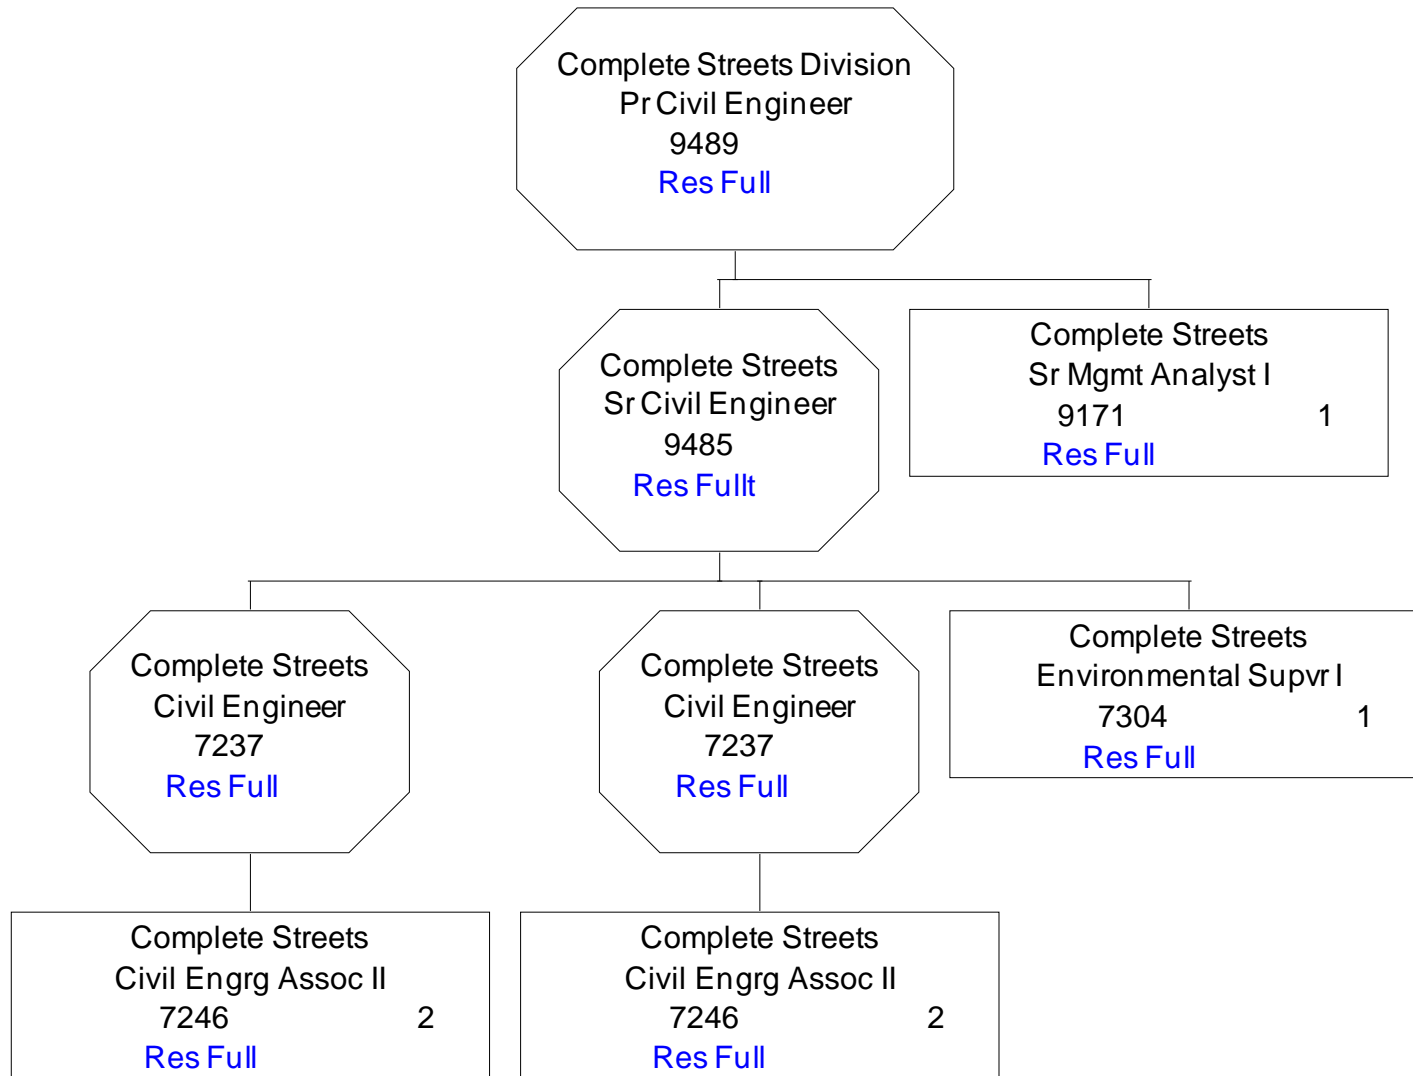 Complete Streets Division
Pr Civil Engineer
9489
Res Full
Complete Streets
Sr Civil Engineer
9485
Res Fullt
Complete Streets
Sr Mgmt Analyst I
9171 1
Res Full
Complete Streets
Civil Engineer
7237
Res Full
Complete Streets
Civil Engineer
7237
Res Full
Complete Streets
Environmental Supvr I
7304 1
Res Full
Complete Streets
Civil Engrg Assoc II
7246 2
Res Full
Complete Streets
Civil Engrg Assoc II
7246 2
Res Full